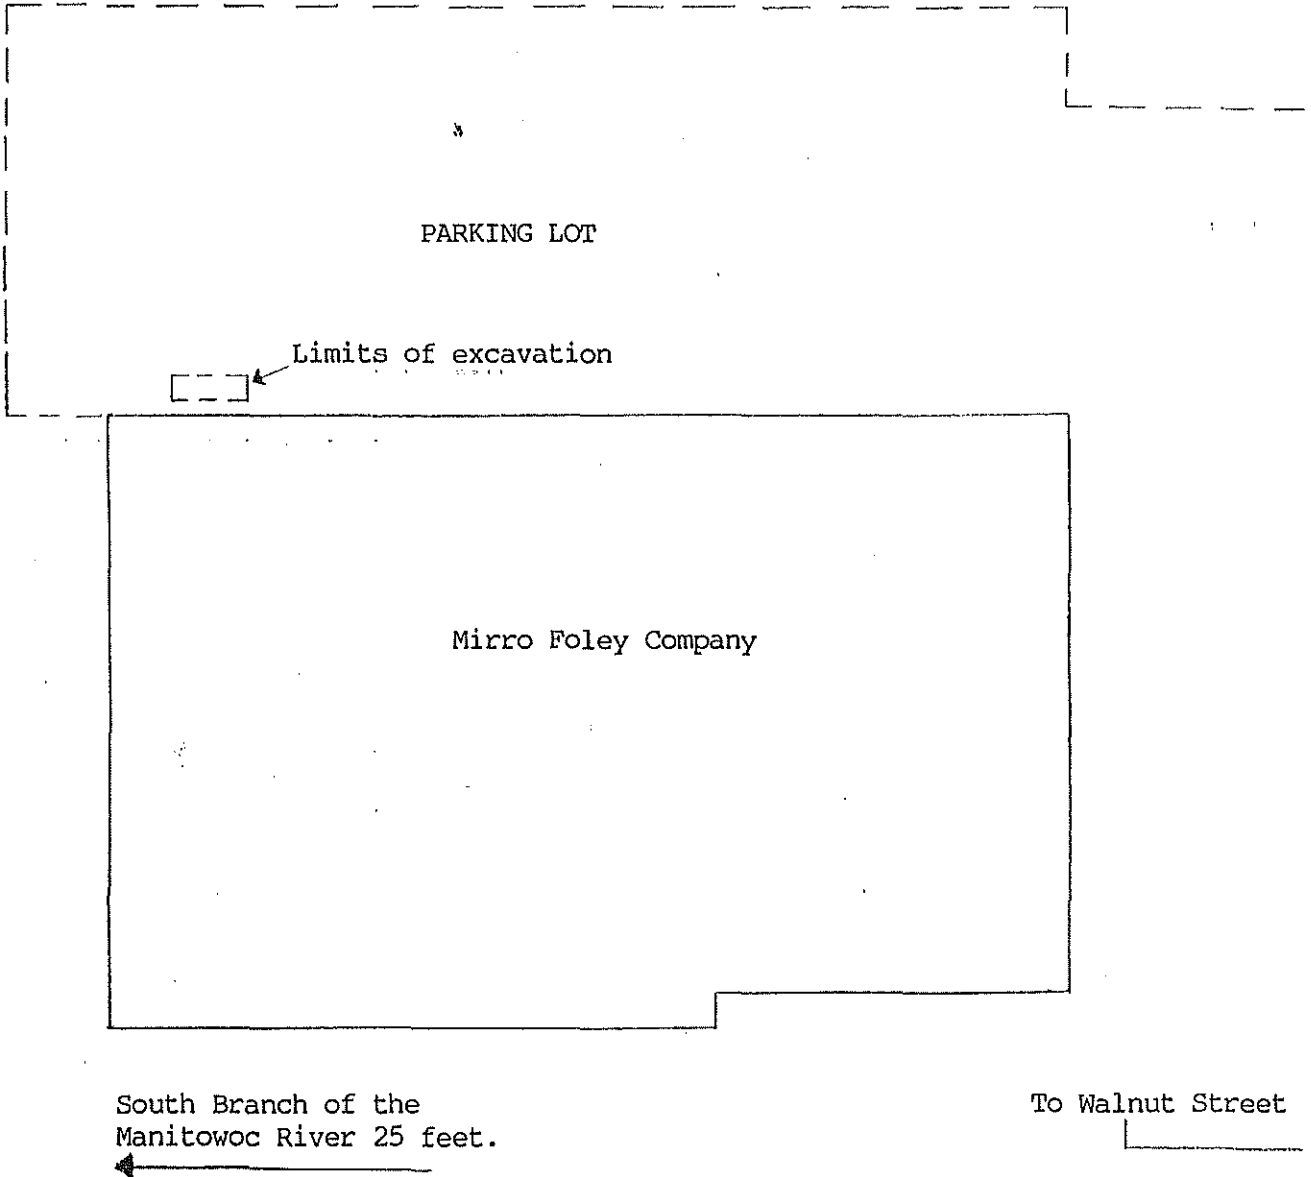 PARKING LOT
Limits of excavation
Mirro Foley Company
South Branch of the
Manitowoc River 25 feet.
To Walnut Street